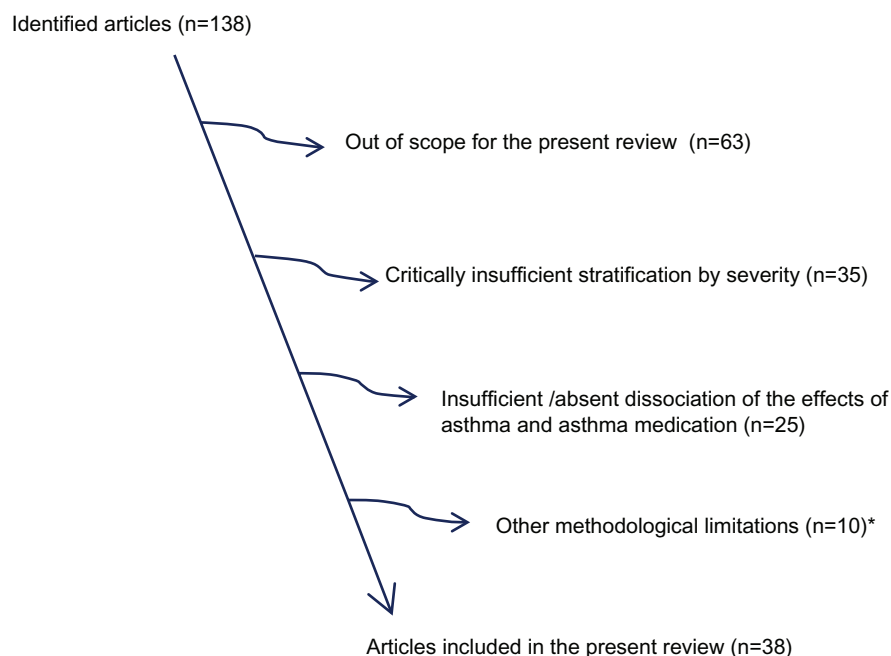 Identified articles (n=138)
Out of scope for the present review (n=63)
Critically insufficient stratification by severity (n=35)
Insufficient /absent dissociation of the effects of
asthma and asthma medication (n=25)
Other methodological limitations (n=10)*
Articles included in the present review (n=38)